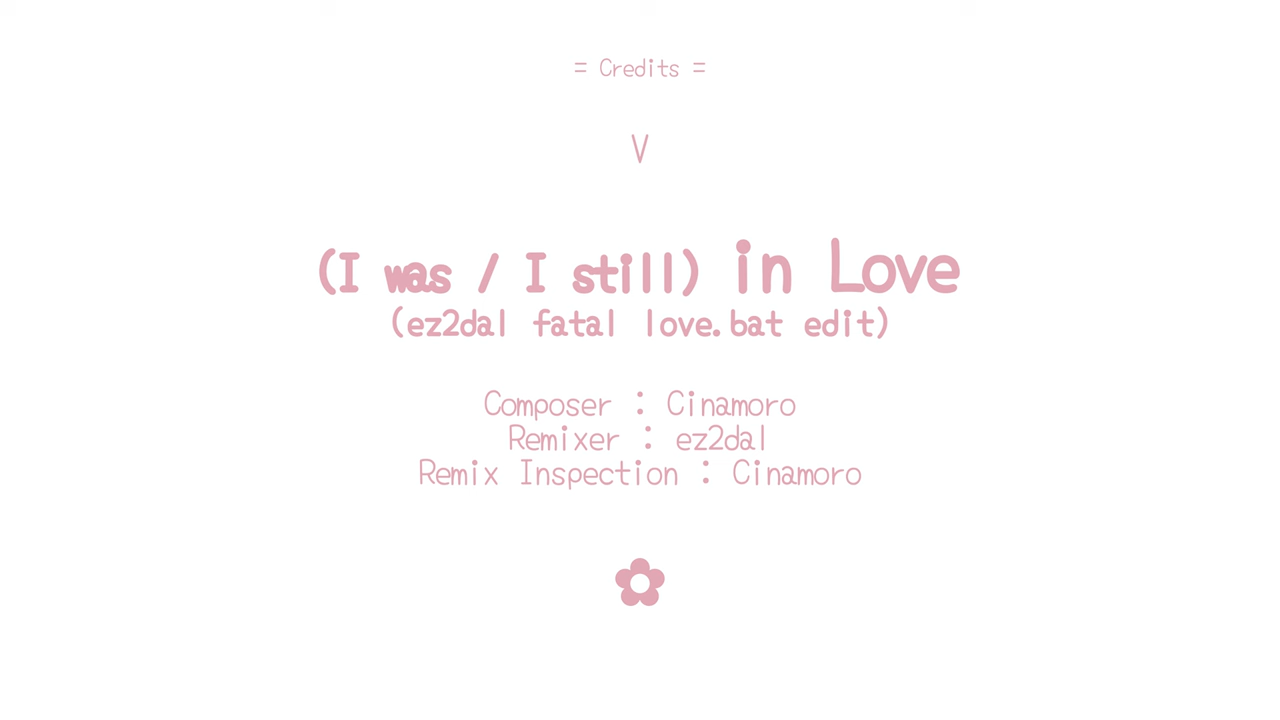 = Credits =
V
(I was / I still) in Love
(ez2dal fatal love.bat edit)
Composer : Cinamoro
Remixer : ez2dal
Remix Inspection : Cinamoro